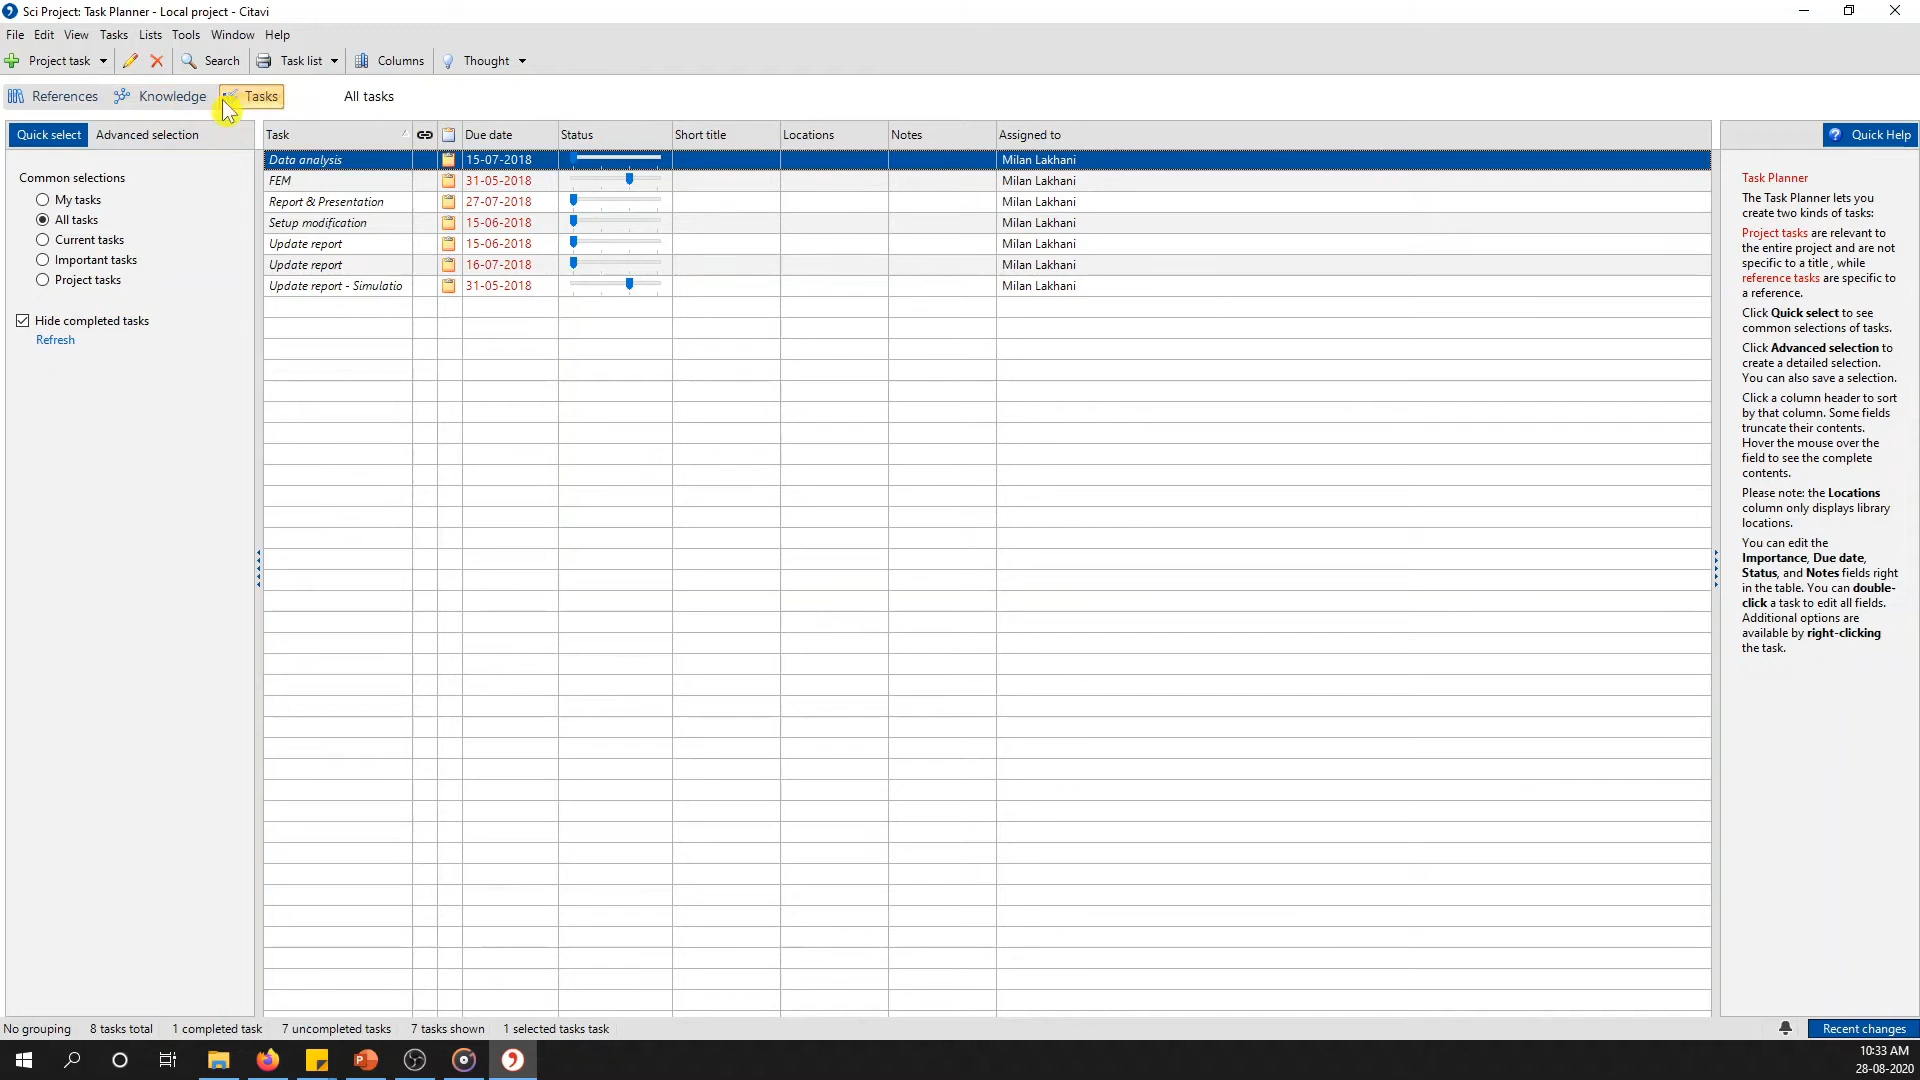 Sci Project: Task Planner - Local project - Citavi
File Edit View Tasks Lists Tools Window Help
Project task Search Task list Columns Thought
References Knowledge Tasks All tasks
Quick select Advanced selection
Common selections
My tasks
All tasks
Current tasks
Important tasks
Project tasks
Hide completed tasks
Refresh
Task Due date Status Short title Locations Notes Assigned to
Data analysis 15-07-2018 Milan Lakhani
FEM 31-05-2018 Milan Lakhani
Report & Presentation 27-07-2018 Milan Lakhani
Setup modification 15-06-2018 Milan Lakhani
Update report 15-06-2018 Milan Lakhani
Update report 16-07-2018 Milan Lakhani
Update report - Simulatio 31-05-2018 Milan Lakhani
Quick Help
Task Planner
The Task Planner lets you
create two kinds of tasks:
Project tasks are relevant to
the entire project and are not
specific to a title , while
reference tasks are specific to
a reference.
Click Quick select to see
common selections of tasks.
Click Advanced selection to
create a detailed selection.
You can also save a selection.
Click a column header to sort
by that column. Some fields
truncate their contents.
Hover the mouse over the
field to see the complete
contents.
Please note: the Locations
column only displays library
locations.
You can edit the
Importance, Due date,
Status, and Notes fields right
in the table. You can double-
click a task to edit all fields.
Additional options are
available by right-clicking
the task.
No grouping 8 tasks total 1 completed task 7 uncompleted tasks 7 tasks shown 1 selected tasks task
Recent changes
10:33 AM
28-08-2020